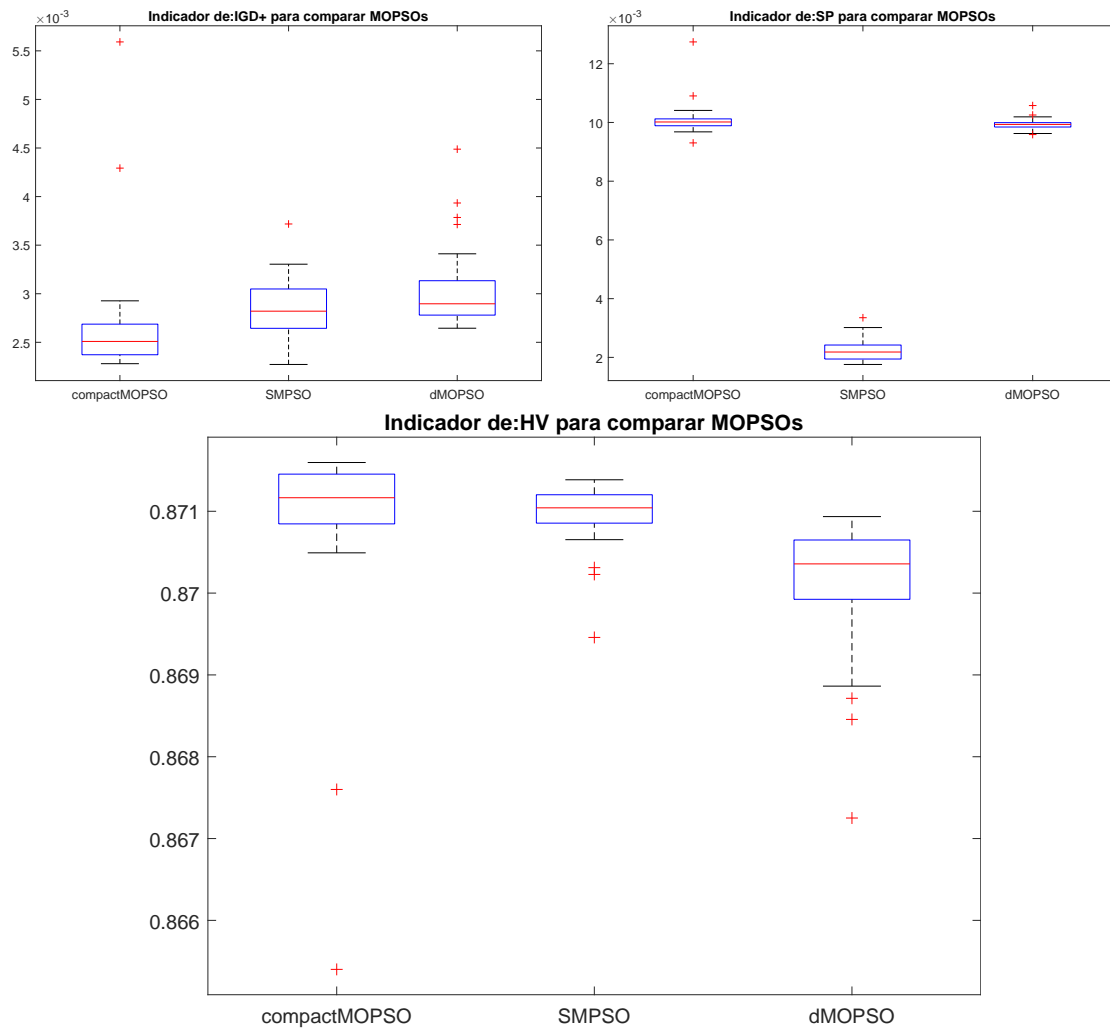 Indicador de:IGD+ para comparar MOPSOs
×10⁻³
5.5
5
4.5
4
3.5
3
2.5
compactMOPSO
SMPSO
dMOPSO
Indicador de:SP para comparar MOPSOs
×10⁻³
12
10
8
6
4
2
compactMOPSO
SMPSO
dMOPSO
Indicador de:HV para comparar MOPSOs
0.871
0.87
0.869
0.868
0.867
0.866
compactMOPSO
SMPSO
dMOPSO